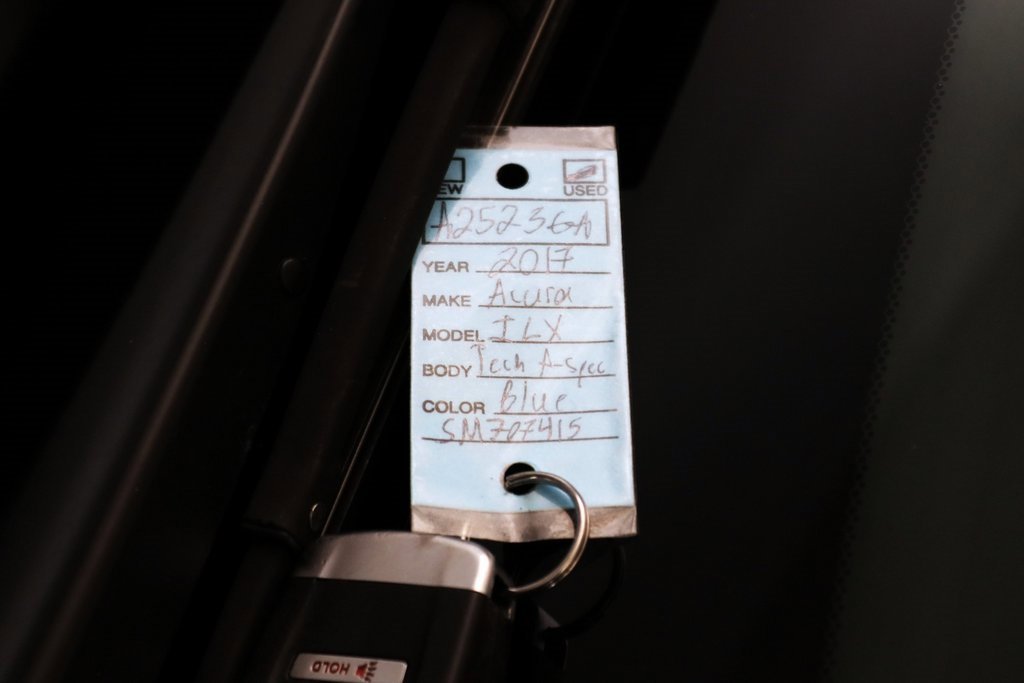 EW USED
A25236A
YEAR 2017
MAKE Acura
MODEL ILX
BODY Tech A-Spec
COLOR Blue
SM707415
HOLD